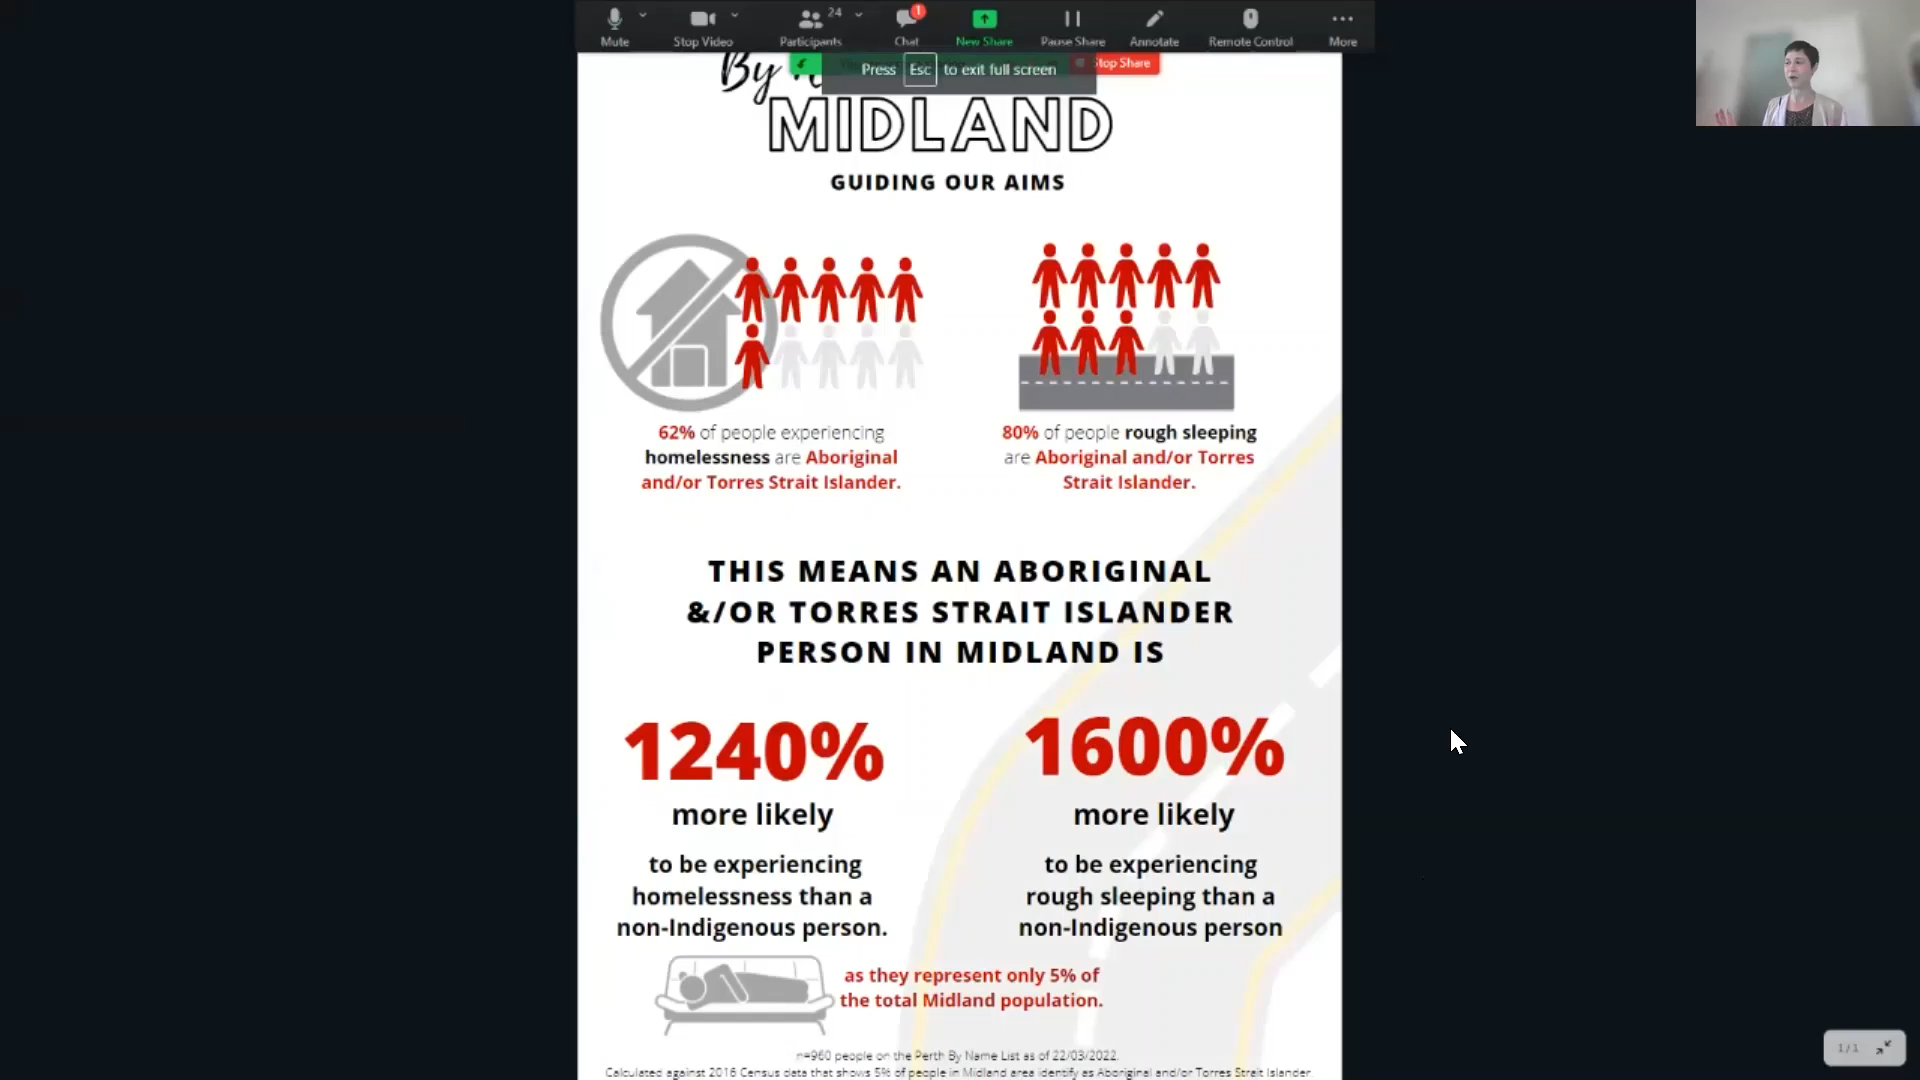 24
1
Mute
Stop Video
Participants
Chat
New Share
Pause Share
Annotate
Remote Control
More
Press Esc to exit full screen
Stop Share
By
MIDLAND
GUIDING OUR AIMS
62% of people experiencing
homelessness are Aboriginal
and/or Torres Strait Islander.
80% of people rough sleeping
are Aboriginal and/or Torres
Strait Islander.
THIS MEANS AN ABORIGINAL
&/OR TORRES STRAIT ISLANDER
PERSON IN MIDLAND IS
1240%
more likely
to be experiencing
homelessness than a
non-Indigenous person.
1600%
more likely
to be experiencing
rough sleeping than a
non-Indigenous person
as they represent only 5% of
the total Midland population.
n=960 people on the Perth By Name List as of 22/03/2022.
Calculated against 2016 Census data that shows 5% of people in Midland area identify as Aboriginal and/or Torres Strait Islander.
1/1